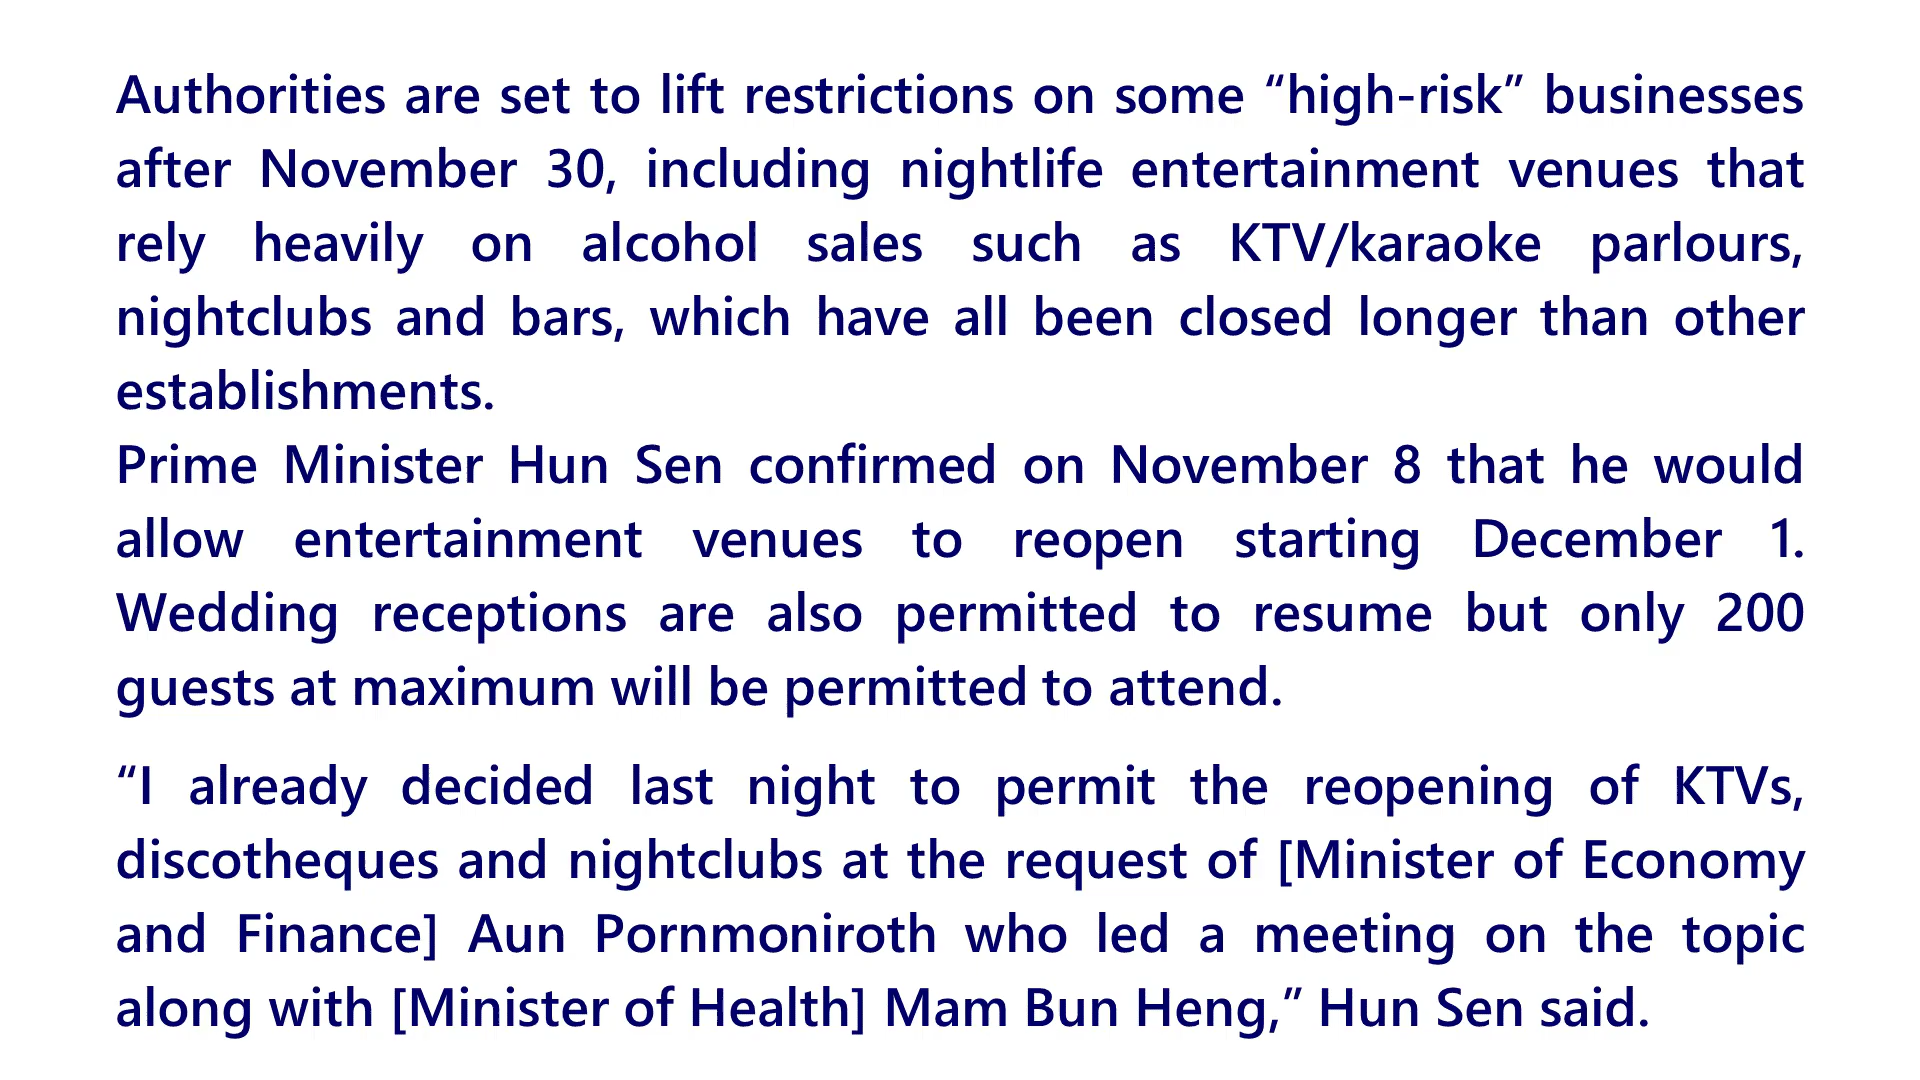 Authorities are set to lift restrictions on some “high-risk” businesses
after November 30, including nightlife entertainment venues that
rely heavily on alcohol sales such as KTV/karaoke parlours,
nightclubs and bars, which have all been closed longer than other
establishments.
Prime Minister Hun Sen confirmed on November 8 that he would
allow entertainment venues to reopen starting December 1.
Wedding receptions are also permitted to resume but only 200
guests at maximum will be permitted to attend.
“I already decided last night to permit the reopening of KTVs,
discotheques and nightclubs at the request of [Minister of Economy
and Finance] Aun Pornmoniroth who led a meeting on the topic
along with [Minister of Health] Mam Bun Heng,” Hun Sen said.